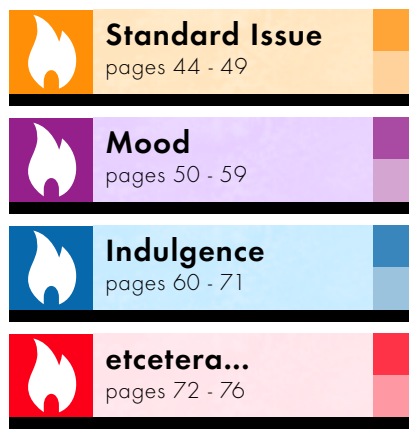 Standard Issue
pages 44 - 49
Mood
pages 50 - 59
Indulgence
pages 60 - 71
etcetera...
pages 72 - 76